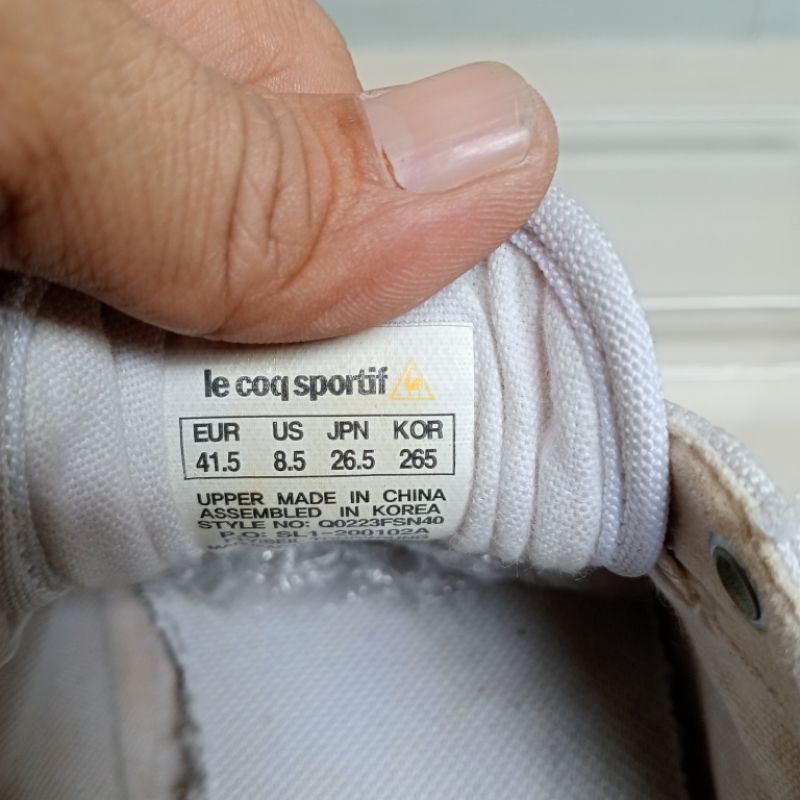 le coq sportif
EUR US JPN KOR
41.5 8.5 26.5 265
UPPER MADE IN CHINA
ASSEMBLED IN KOREA
STYLE NO: Q0223FSN40
P.O: SL1-200102A